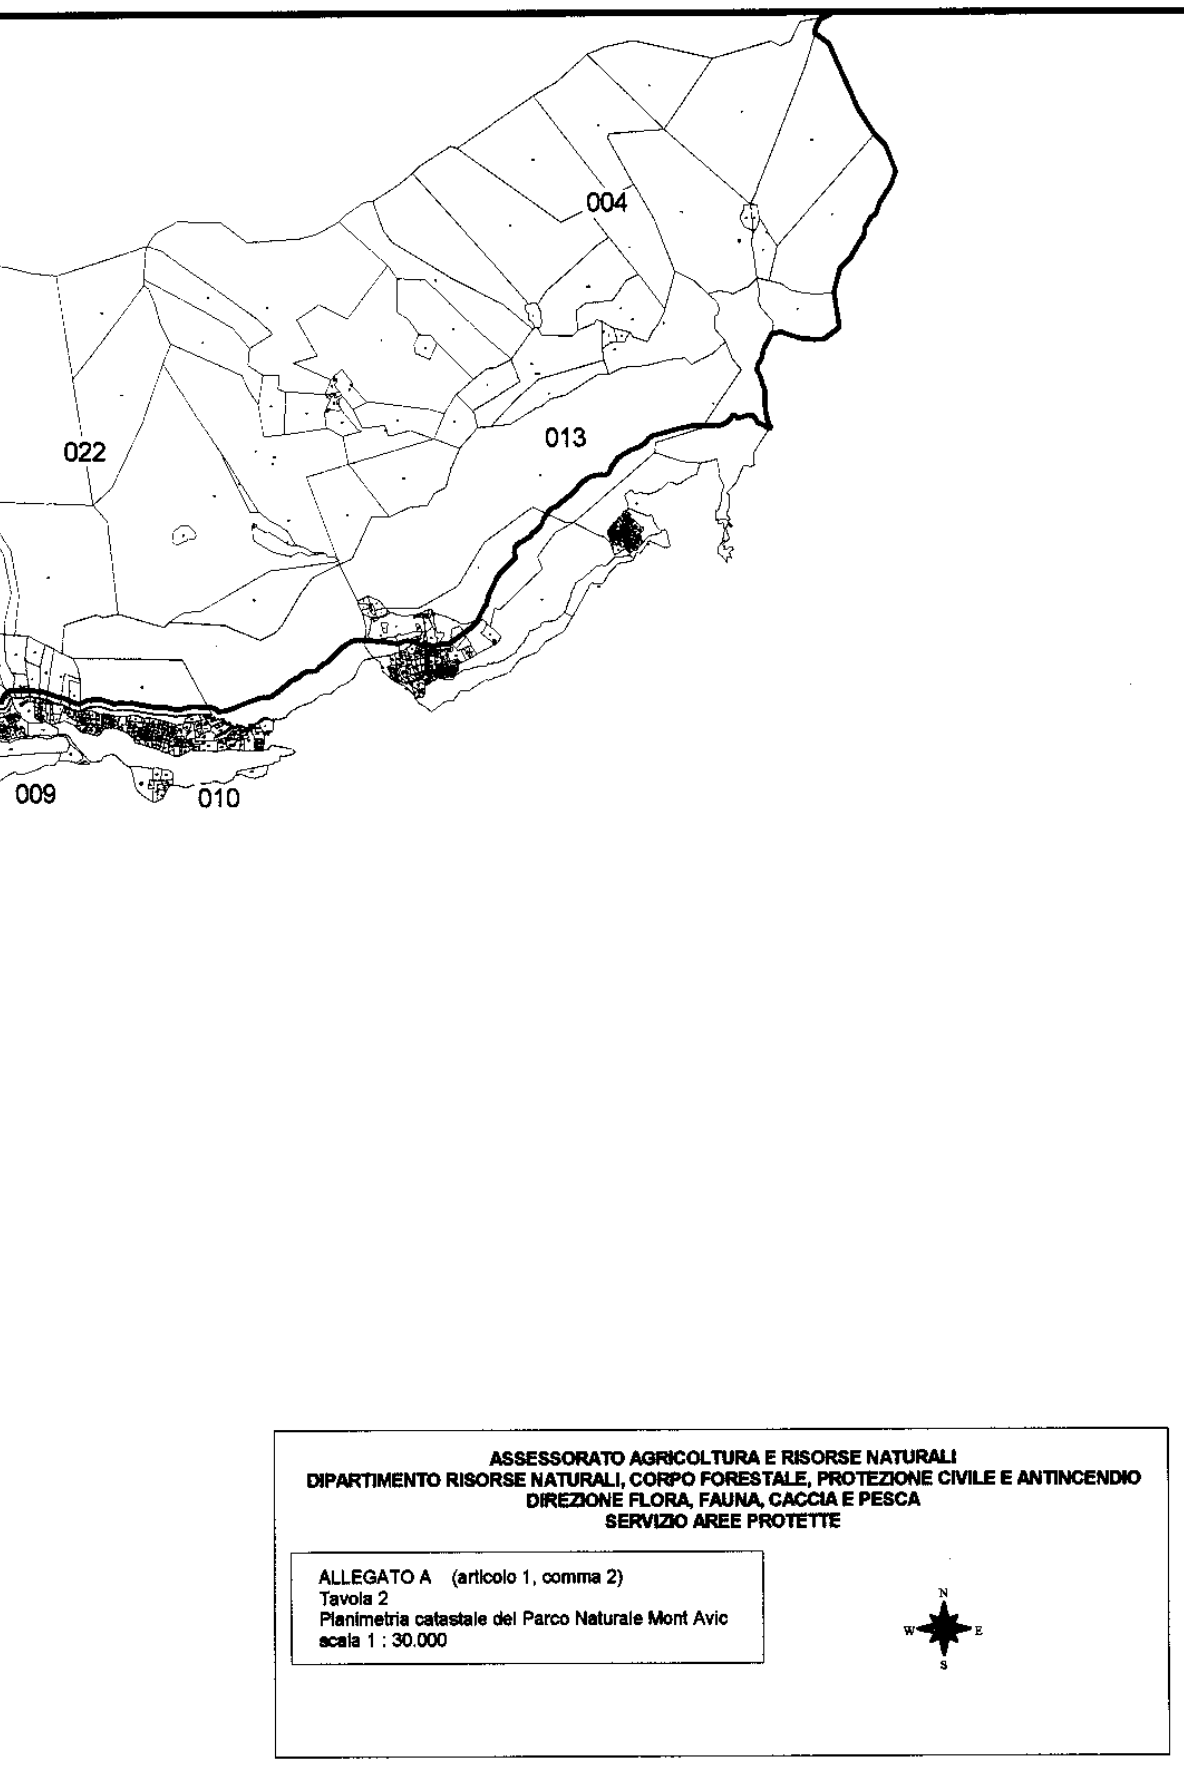 004
022
013
009
010
ASSESSORATO AGRICOLTURA E RISORSE NATURALI
DIPARTIMENTO RISORSE NATURALI, CORPO FORESTALE, PROTEZIONE CIVILE E ANTINCENDIO
DIREZIONE FLORA, FAUNA, CACCIA E PESCA
SERVIZIO AREE PROTETTE
ALLEGATO A (articolo 1, comma 2)
Tavola 2
Planimetria catastale del Parco Naturale Mont Avic
scala 1 : 30.000
N
W E
S